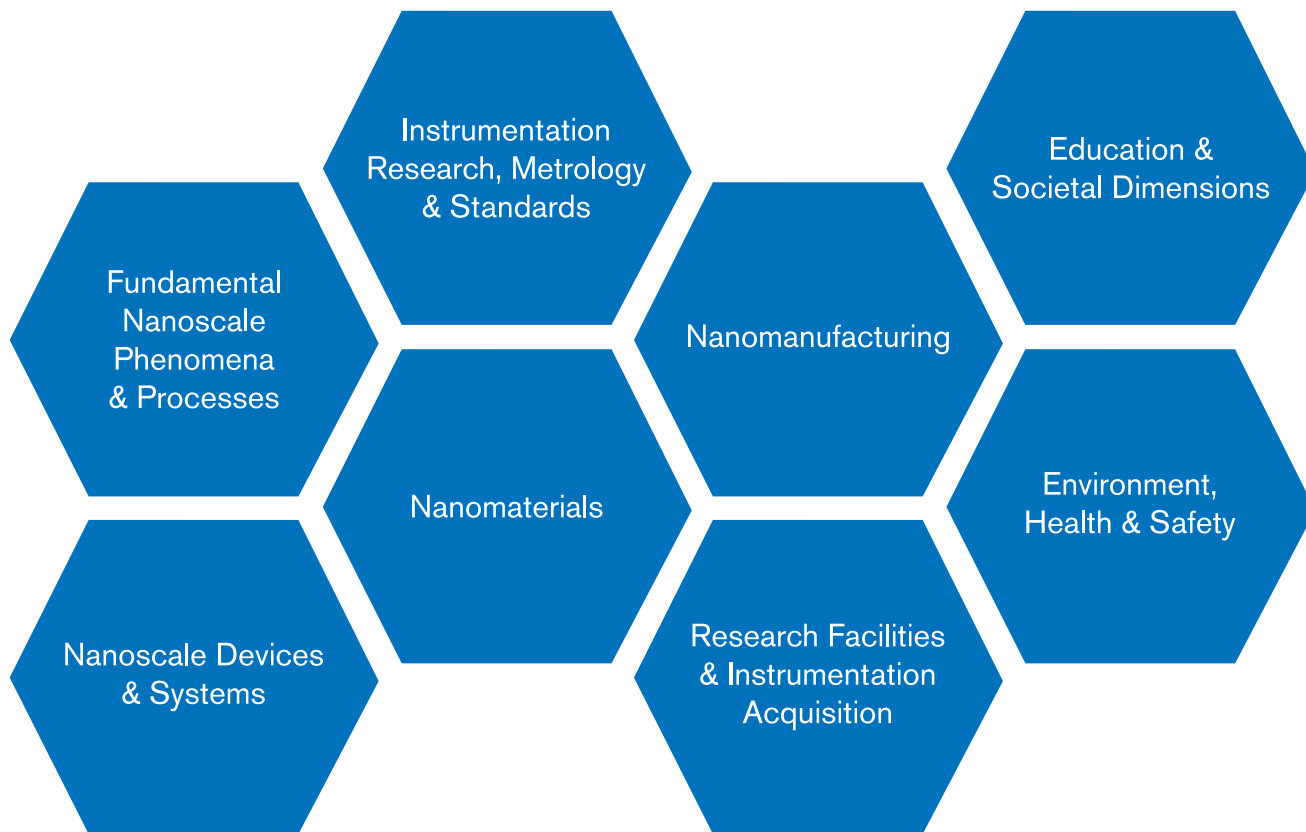 Instrumentation
Research, Metrology
& Standards
Education &
Societal Dimensions
Fundamental
Nanoscale
Phenomena
& Processes
Nanomanufacturing
Nanomaterials
Environment,
Health & Safety
Nanoscale Devices
& Systems
Research Facilities
& Instrumentation
Acquisition